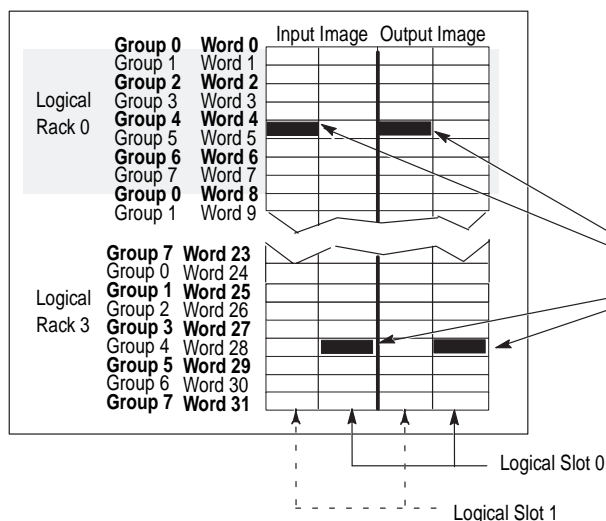 Input Image Output Image
Group 0 Word 0
Group 1 Word 1
Group 2 Word 2
Group 3 Word 3
Group 4 Word 4
Group 5 Word 5
Group 6 Word 6
Group 7 Word 7
Group 0 Word 8
Group 1 Word 9
Logical
Rack 0
Group 7 Word 23
Group 0 Word 24
Group 1 Word 25
Group 2 Word 26
Group 3 Word 27
Group 4 Word 28
Group 5 Word 29
Group 6 Word 30
Group 7 Word 31
Logical
Rack 3
Logical Slot 0
Logical Slot 1